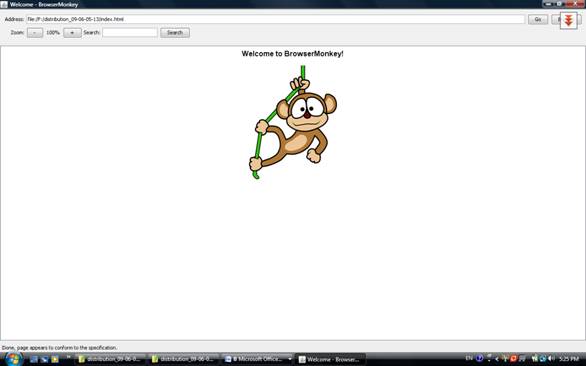 Welcome - BrowserMonkey
Address: file:/F:/distribution_09-06-05-13/index.html Go
Zoom: - 100% + Search: Search
Welcome to BrowserMonkey!
Done, page appears to conform to the specification.
distribution_09-06-0... distribution_09-06-0... 8 Microsoft Office... Welcome - Browser... EN 5:25 PM